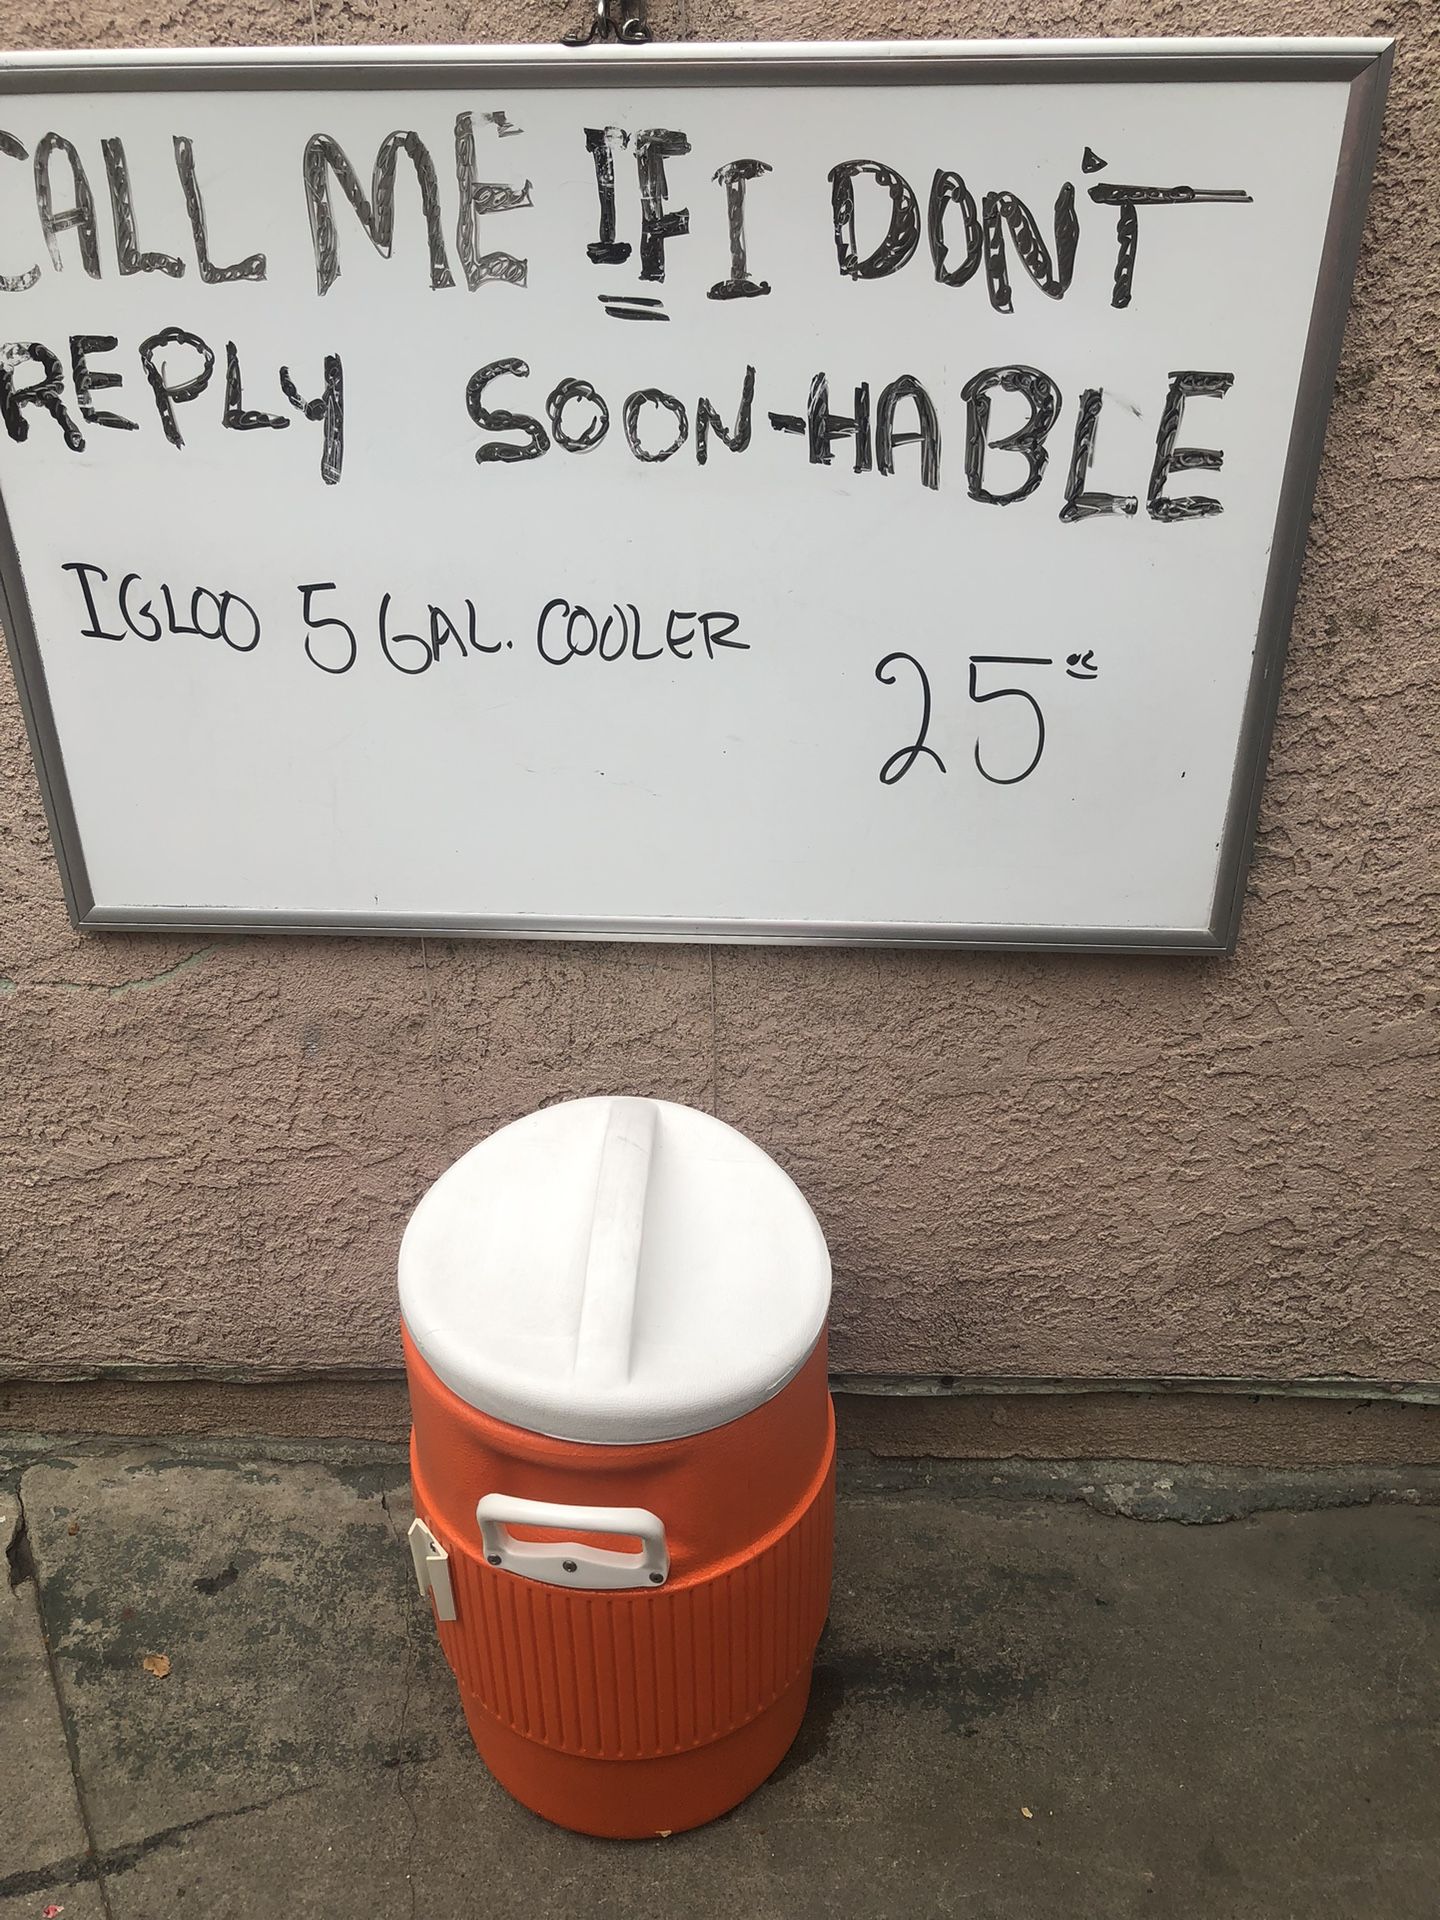 CALL ME IF I DON'T
REPLY SOON-HABLE
IGLOO 5 GAL. COOLER
25